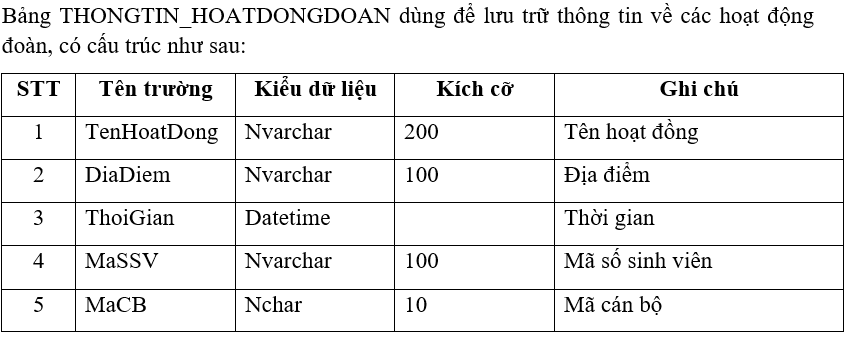 Bảng THONGTIN_HOATDONGDOAN dùng để lưu trữ thông tin về các hoạt động
đoàn, có cấu trúc như sau:
STT Tên trường Kiểu dữ liệu Kích cỡ Ghi chú
1 TenHoatDong Nvarchar 200 Tên hoạt đồng
2 DiaDiem Nvarchar 100 Địa điểm
3 ThoiGian Datetime Thời gian
4 MaSSV Nvarchar 100 Mã số sinh viên
5 MaCB Nchar 10 Mã cán bộ